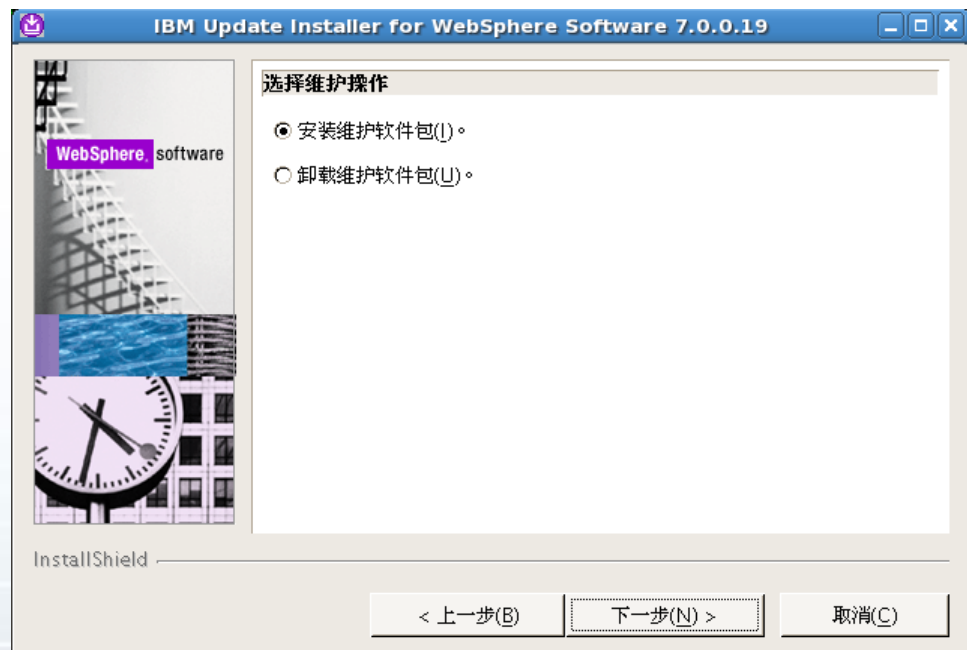 IBM Update Installer for WebSphere Software 7.0.0.19
选择维护操作
安装维护软件包(I)。
卸载维护软件包(U)。
WebSphere. software
InstallShield
< 上一步(B)
下一步(N) >
取消(C)